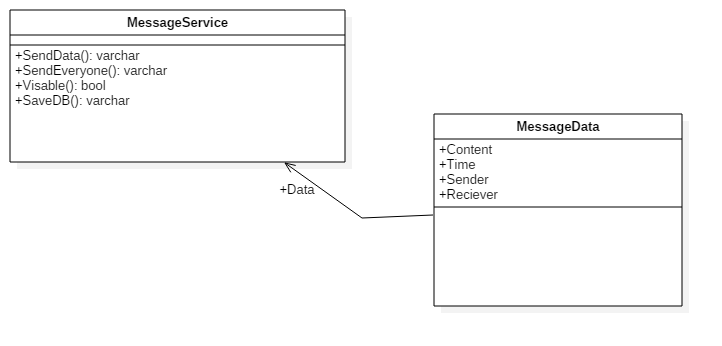 MessageService
+SendData(): varchar
+SendEveryone(): varchar
+Visable(): bool
+SaveDB(): varchar
MessageData
+Content
+Time
+Sender
+Reciever
+Data